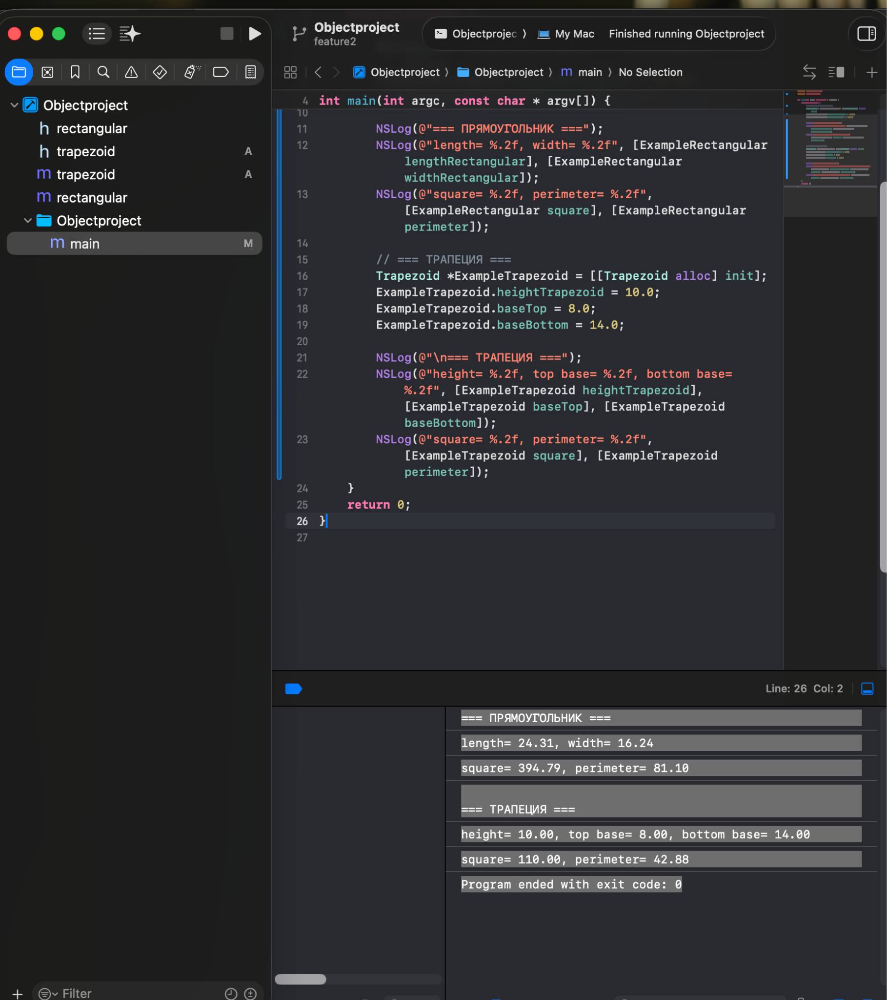 Objectproject
feature2
Objectprojec
My Mac
Finished running Objectproject
Objectproject
Objectproject
main
No Selection
Objectproject
h rectangular
h trapezoid A
m trapezoid A
m rectangular
Objectproject
m main M
4 int main(int argc, const char * argv[]) {
10
11 NSLog(@"=== ПРЯМОУГОЛЬНИК ===");
12 NSLog(@"length= %.2f, width= %.2f", [ExampleRectangular
lengthRectangular], [ExampleRectangular
widthRectangular]);
13 NSLog(@"square= %.2f, perimeter= %.2f",
[ExampleRectangular square], [ExampleRectangular
perimeter]);
14
15 // === ТРАПЕЦИЯ ===
16 Trapezoid *ExampleTrapezoid = [[Trapezoid alloc] init];
17 ExampleTrapezoid.heightTrapezoid = 10.0;
18 ExampleTrapezoid.baseTop = 8.0;
19 ExampleTrapezoid.baseBottom = 14.0;
20
21 NSLog(@"\n=== ТРАПЕЦИЯ ===");
22 NSLog(@"height= %.2f, top base= %.2f, bottom base=
%.2f", [ExampleTrapezoid heightTrapezoid],
[ExampleTrapezoid baseTop], [ExampleTrapezoid
baseBottom]);
23 NSLog(@"square= %.2f, perimeter= %.2f",
[ExampleTrapezoid square], [ExampleTrapezoid
perimeter]);
24 }
25 return 0;
26 }
27
Line: 26 Col: 2
=== ПРЯМОУГОЛЬНИК ===
length= 24.31, width= 16.24
square= 394.79, perimeter= 81.10
=== ТРАПЕЦИЯ ===
height= 10.00, top base= 8.00, bottom base= 14.00
square= 110.00, perimeter= 42.88
Program ended with exit code: 0
Filter